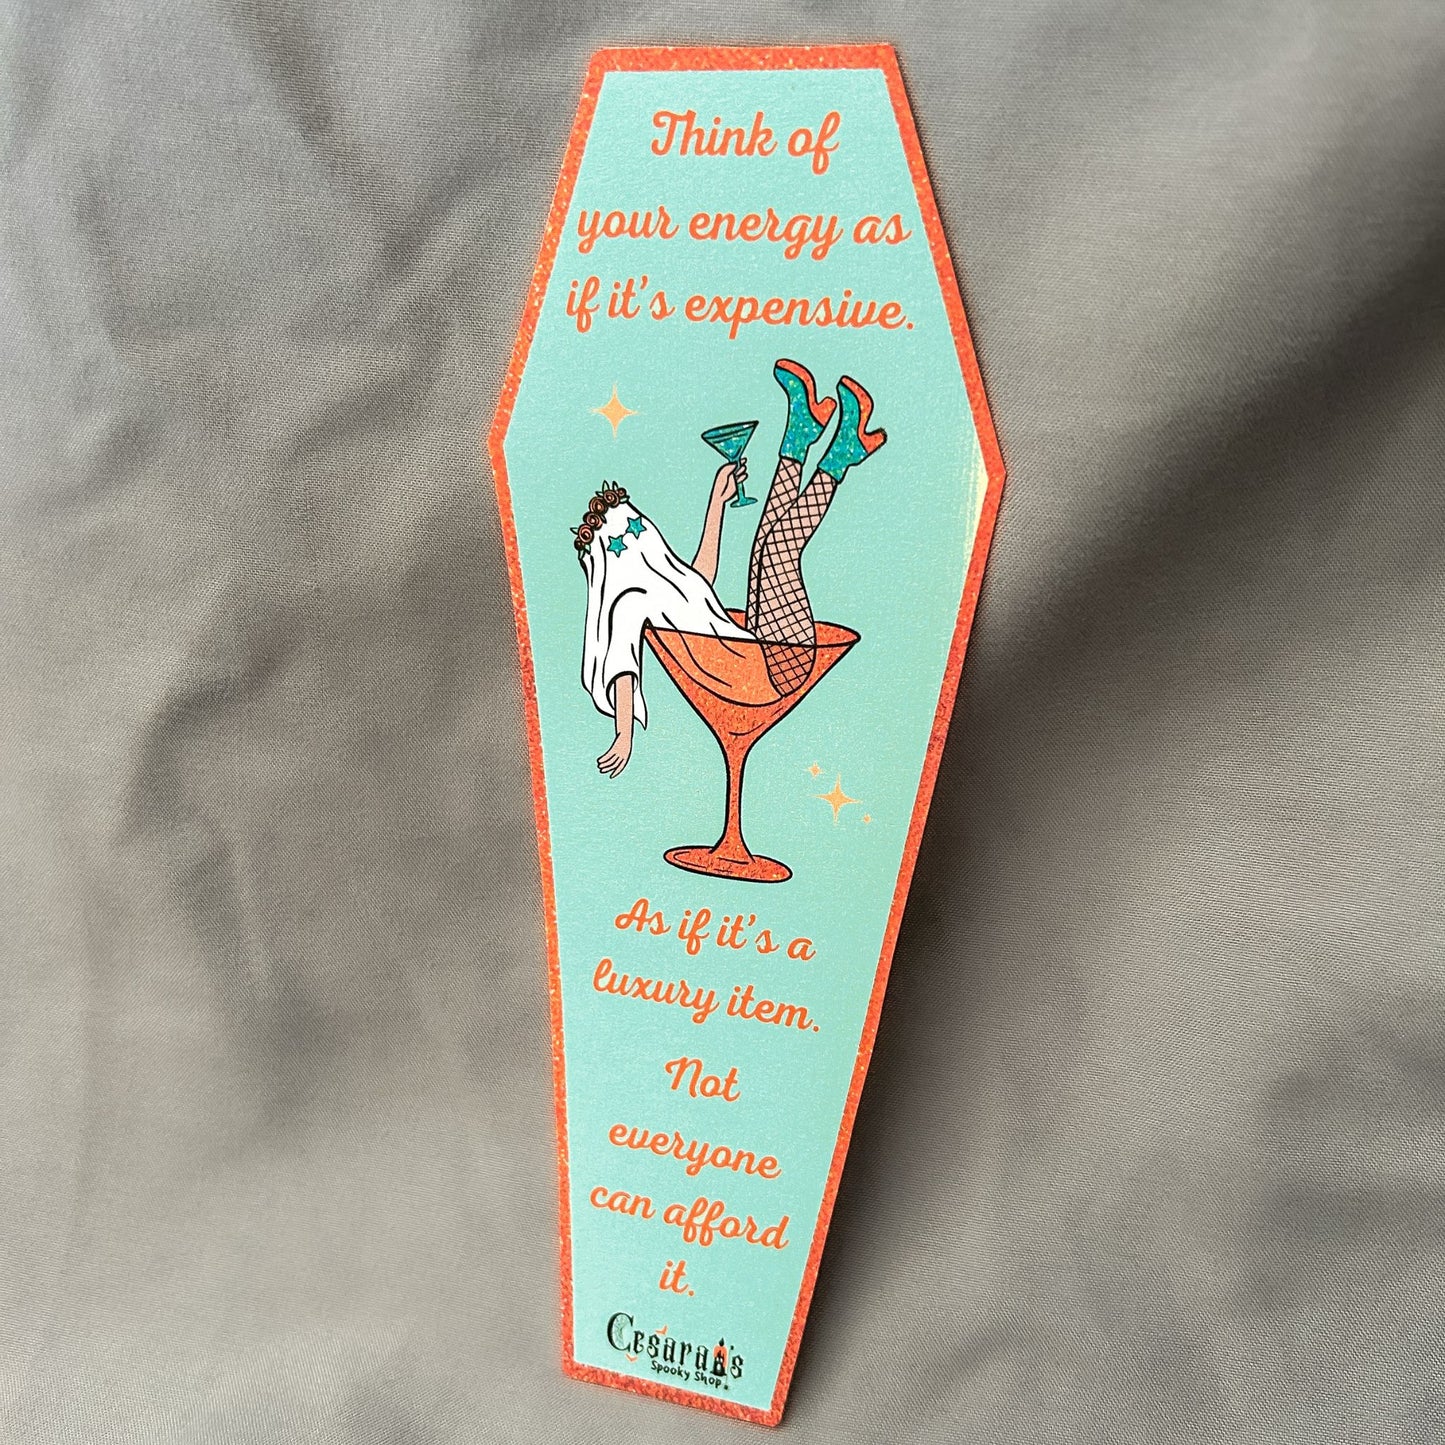 Think of
your energy as
if it's expensive.
As if it's a
luxury item.
Not
everyone
can afford
it.
Cesaraa's
Spooky Shop